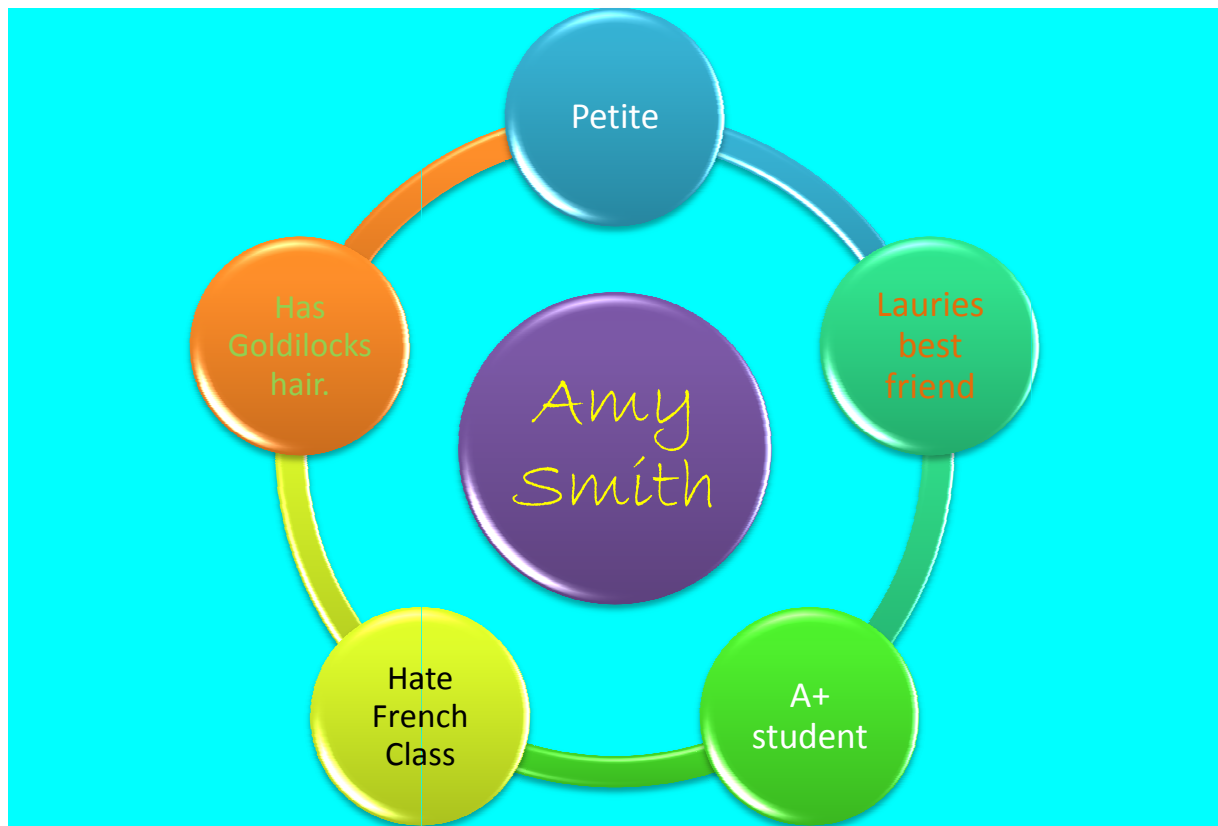 Petite
Has
Goldilocks
hair.
Lauries
best
friend
Amy
Smith
Hate
French
Class
A+
student